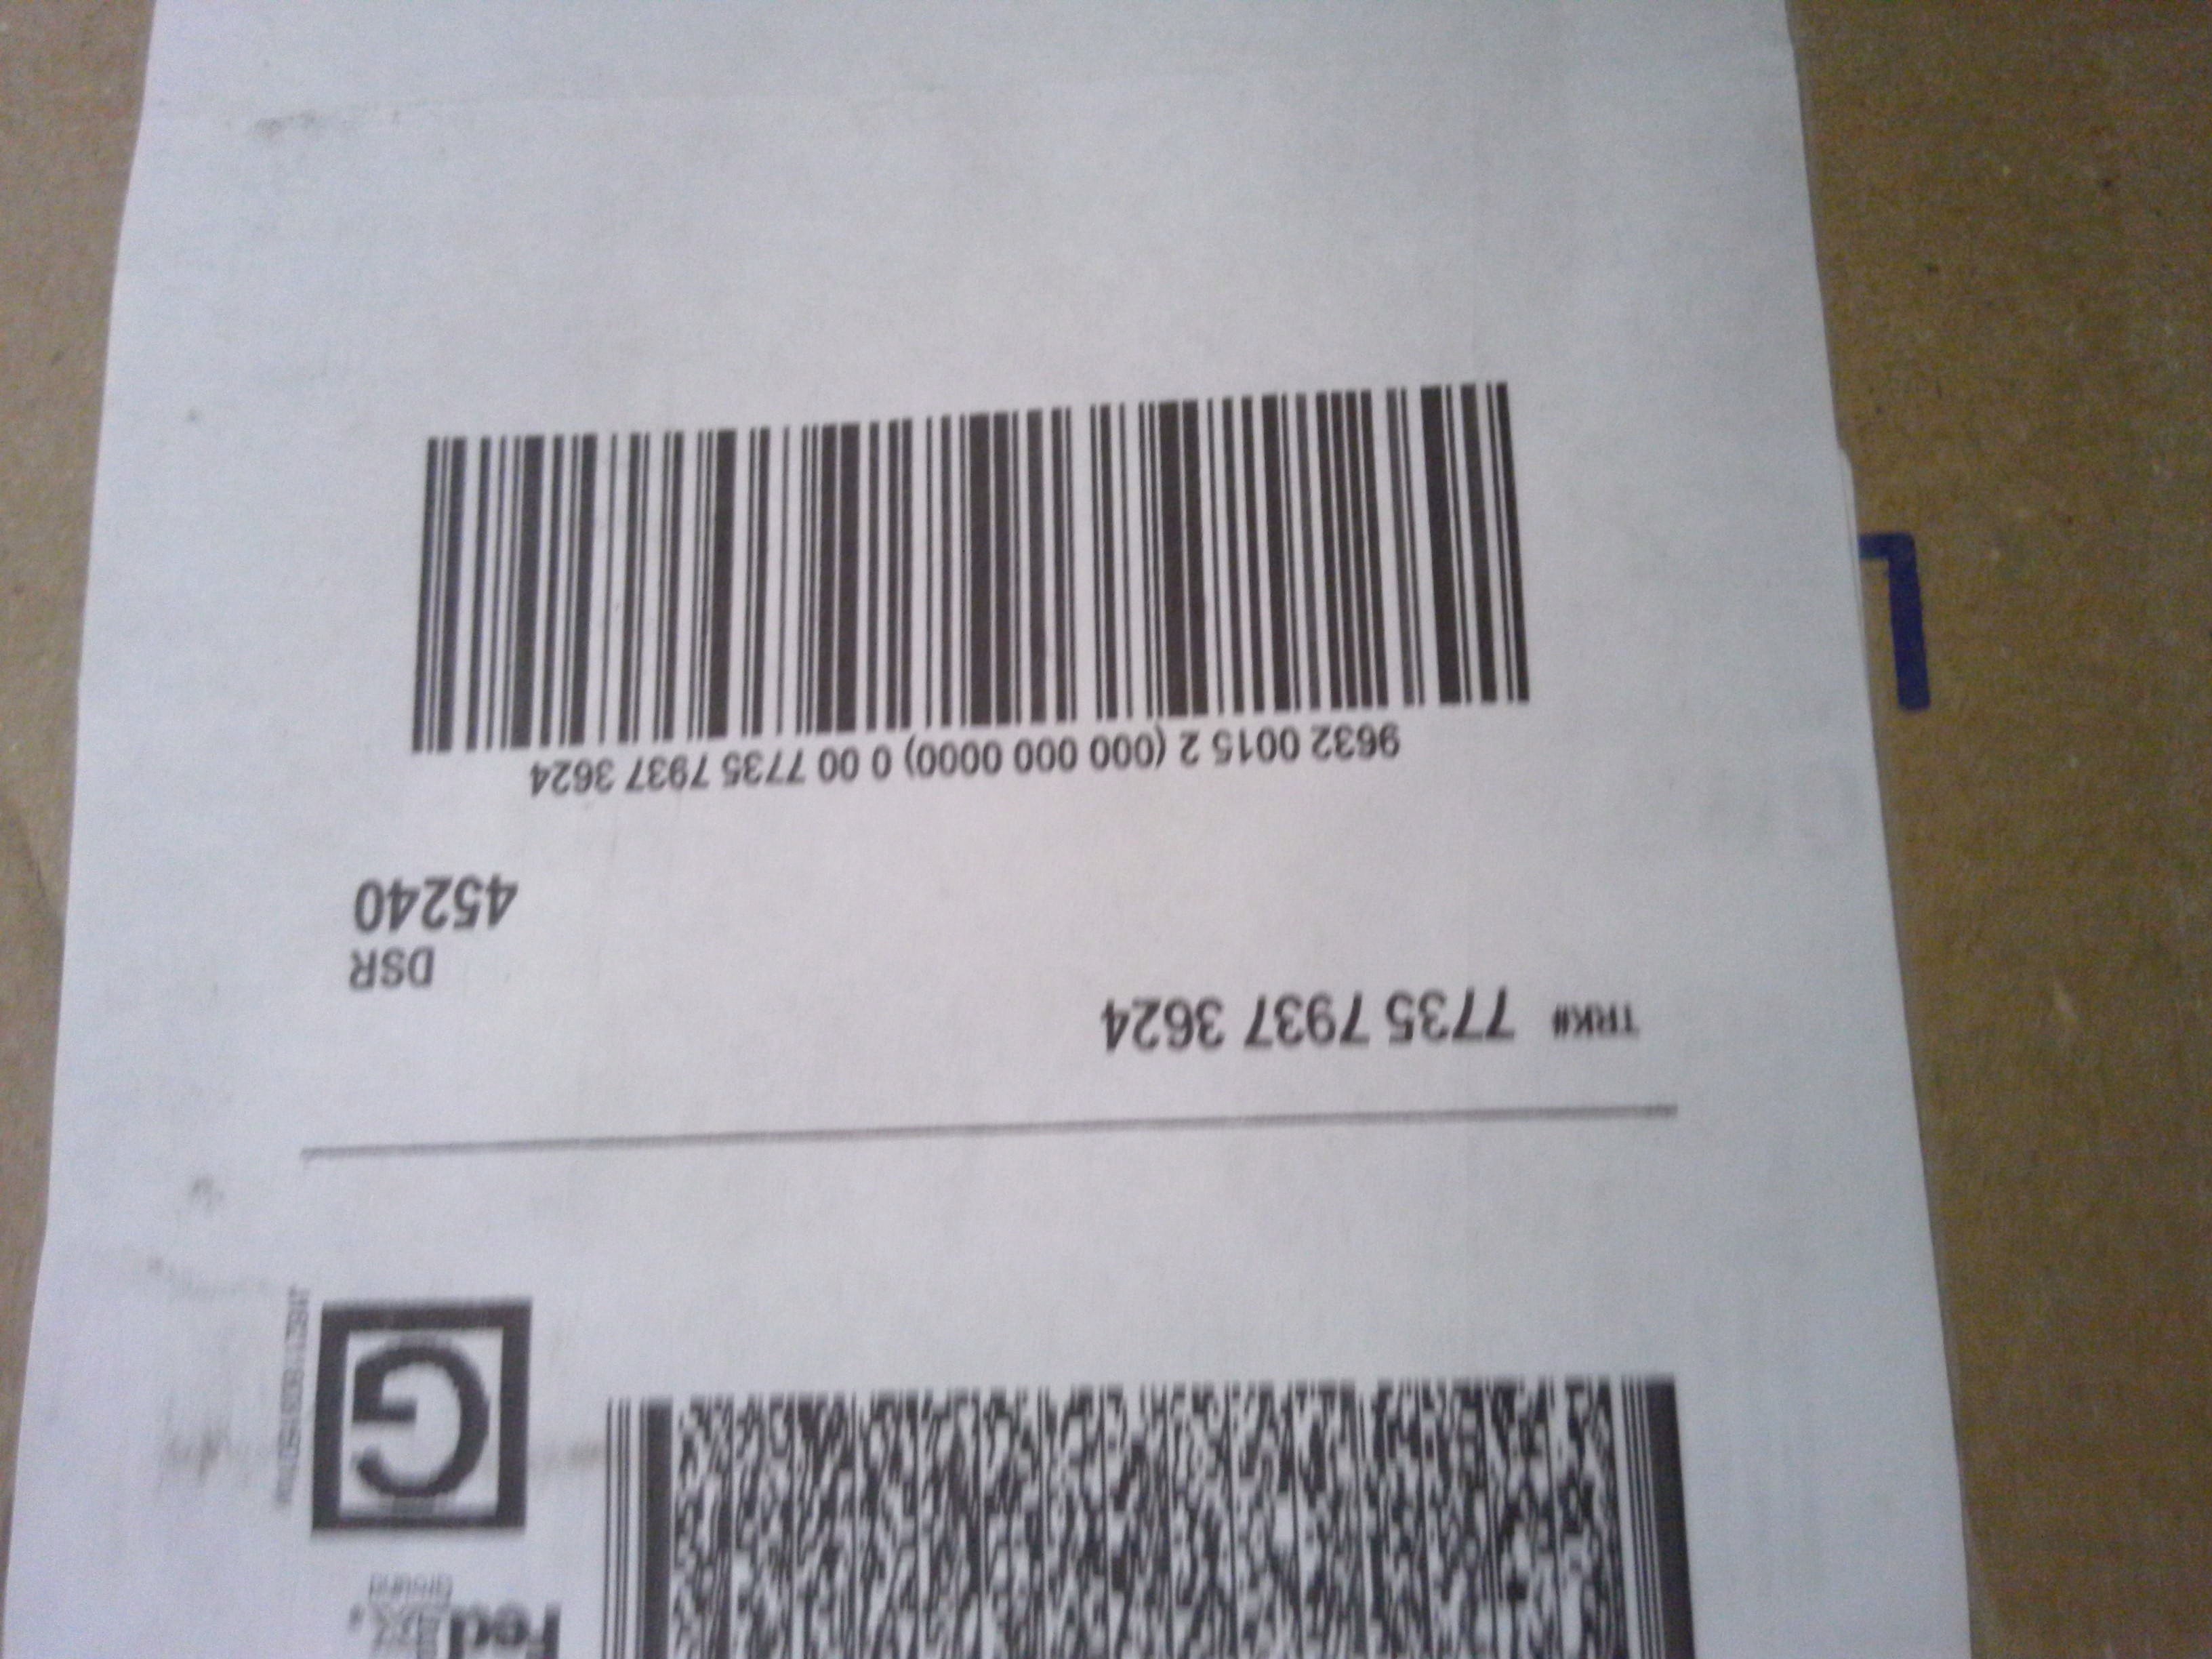 FedEx
Ground
G
TRK# 7735 7937 3624
DSR
45240
9632 0015 2 (000 000 0000) 0 00 7735 7937 3624